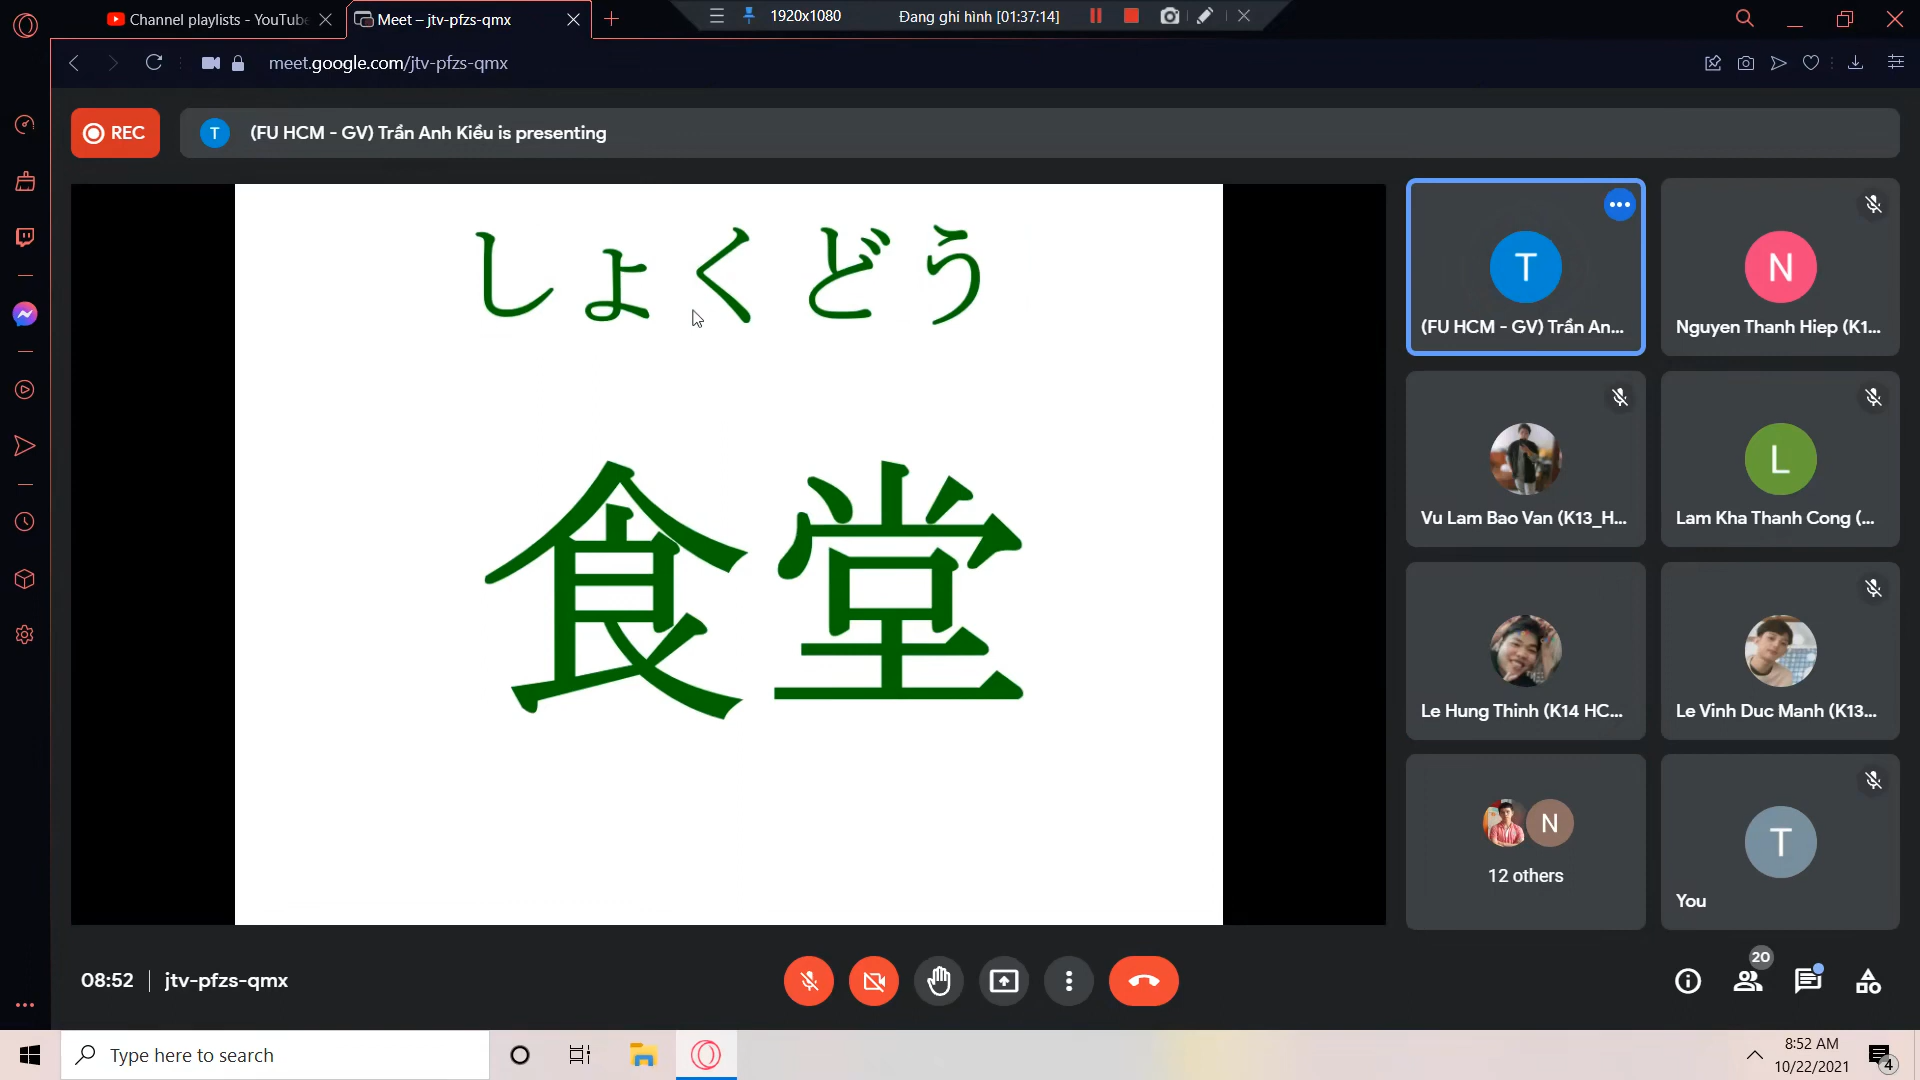 Channel playlists - YouTube
Meet – jtv-pfzs-qmx
1920x1080
Đang ghi hình [01:37:14]
meet.google.com/jtv-pfzs-qmx
REC
T
(FU HCM - GV) Trần Anh Kiều is presenting
しょくどう
食堂
T
(FU HCM - GV) Trần An...
N
Nguyen Thanh Hiep (K1...
Vu Lam Bao Van (K13_H...
L
Lam Kha Thanh Cong (...
Le Hung Thinh (K14 HC...
Le Vinh Duc Manh (K13...
N
12 others
T
You
08:52
jtv-pfzs-qmx
20
Type here to search
8:52 AM
10/22/2021
4